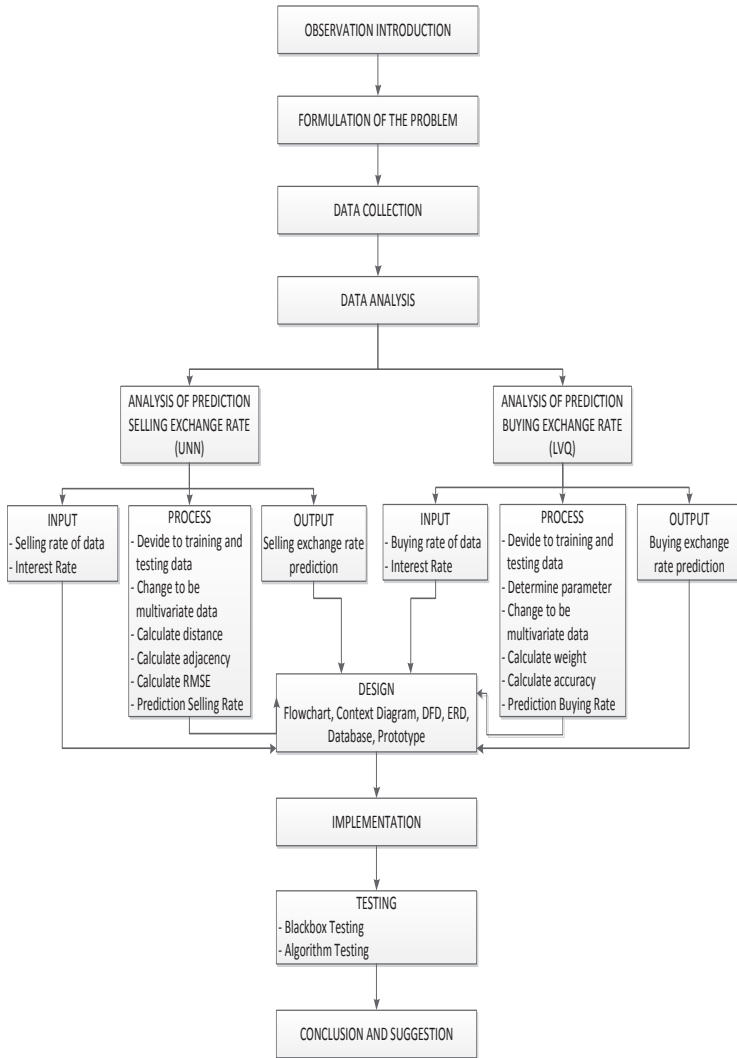 OBSERVATION INTRODUCTION
FORMULATION OF THE PROBLEM
DATA COLLECTION
DATA ANALYSIS
ANALYSIS OF PREDICTION
SELLING EXCHANGE RATE
(UNN)
ANALYSIS OF PREDICTION
BUYING EXCHANGE RATE
(LVQ)
INPUT
- Selling rate of data
- Interest Rate
PROCESS
- Devide to training and
testing data
- Change to be
multivariate data
- Calculate distance
- Calculate adjacency
- Calculate RMSE
- Prediction Selling Rate
OUTPUT
Selling exchange rate
prediction
INPUT
- Buying rate of data
- Interest Rate
PROCESS
- Devide to training and
testing data
- Determine parameter
- Change to be
multivariate data
- Calculate weight
- Calculate accuracy
- Prediction Buying Rate
OUTPUT
Buying exchange
rate prediction
DESIGN
Flowchart, Context Diagram, DFD, ERD,
Database, Prototype
IMPLEMENTATION
TESTING
- Blackbox Testing
- Algorithm Testing
CONCLUSION AND SUGGESTION